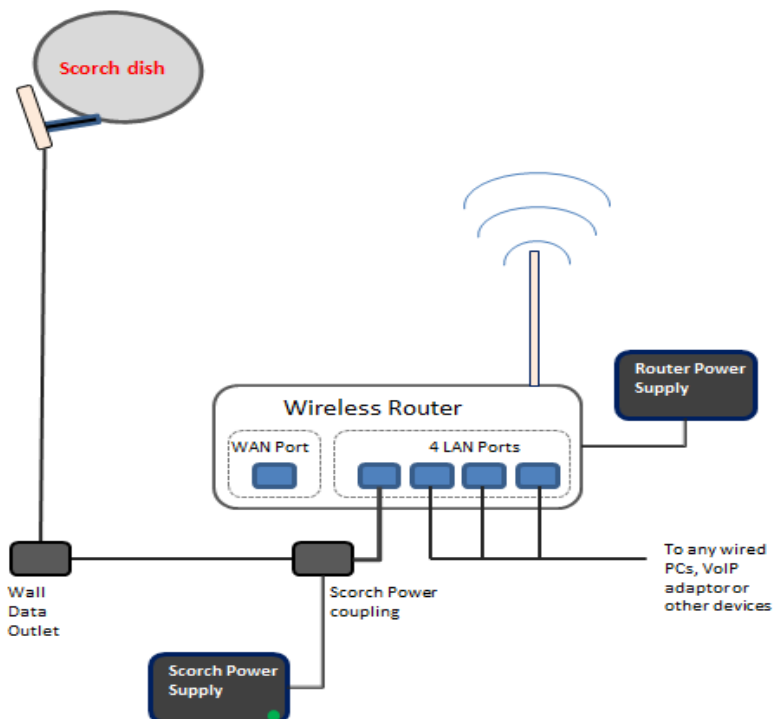 Scorch dish
Router Power
Supply
Wireless Router
WAN Port
4 LAN Ports
Wall
Data
Outlet
Scorch Power
coupling
To any wired
PCs, VoIP
adaptor or
other devices
Scorch Power
Supply